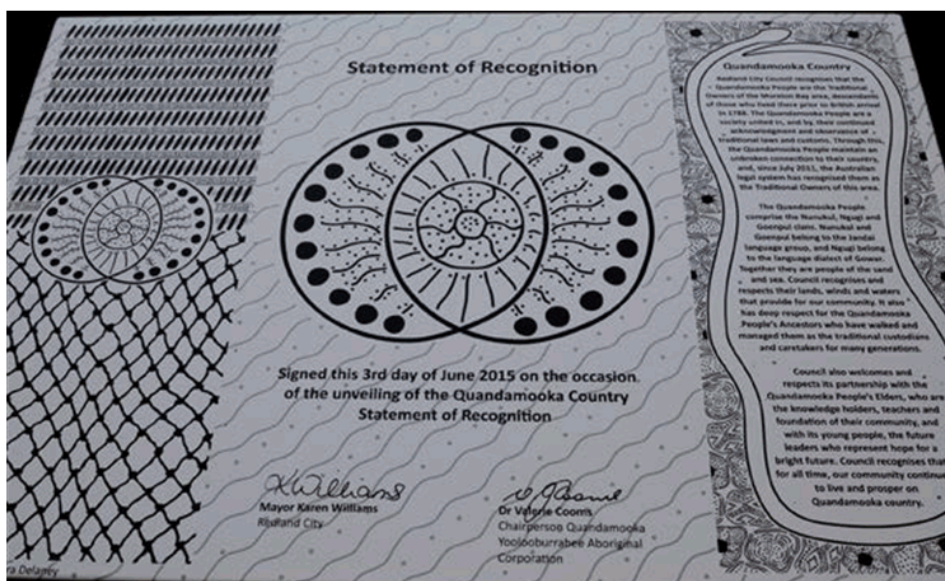 Statement of Recognition
Signed this 3rd day of June 2015 on the occasion
of the unveiling of the Quandamooka Country
Statement of Recognition
KWilliams
Mayor Karen Williams
Redland City
Dr Valerie Cooms
Chairperson Quandamooka
Yoolooburrabee Aboriginal
Corporation
ra Delaney
Quandamooka Country
Redland City Council recognises that the
Quandamooka People are the Traditional
Owners of the Moreton Bay area, descendants
of those who lived there prior to British arrival
in 1788. The Quandamooka People are a
society united in, and by, their continued
acknowledgment and observance of
traditional laws and customs. Through this,
the Quandamooka People maintain an
unbroken connection to their country,
and, since July 2011, the Australian
legal system has recognised them as
the Traditional Owners of this area.
The Quandamooka People
comprise the Nunukul, Ngugi and
Goenpul clans. Nunukul and
Goenpul belong to the Jandai
language group, and Ngugi belong
to the language dialect of Gowar.
Together they are people of the sand
and sea. Council recognises and
respects their lands, winds and waters
that provide for our community. It also
has deep respect for the Quandamooka
People's Ancestors who have walked and
managed them as the traditional custodians
and caretakers for many generations.
Council also welcomes and
respects its partnership with the
Quandamooka People's Elders, who are
the knowledge holders, teachers and
foundation of their community, and
with its young people, the future
leaders who represent hope for a
bright future. Council recognises that
for all time, our community continue
to live and prosper on
Quandamooka country.